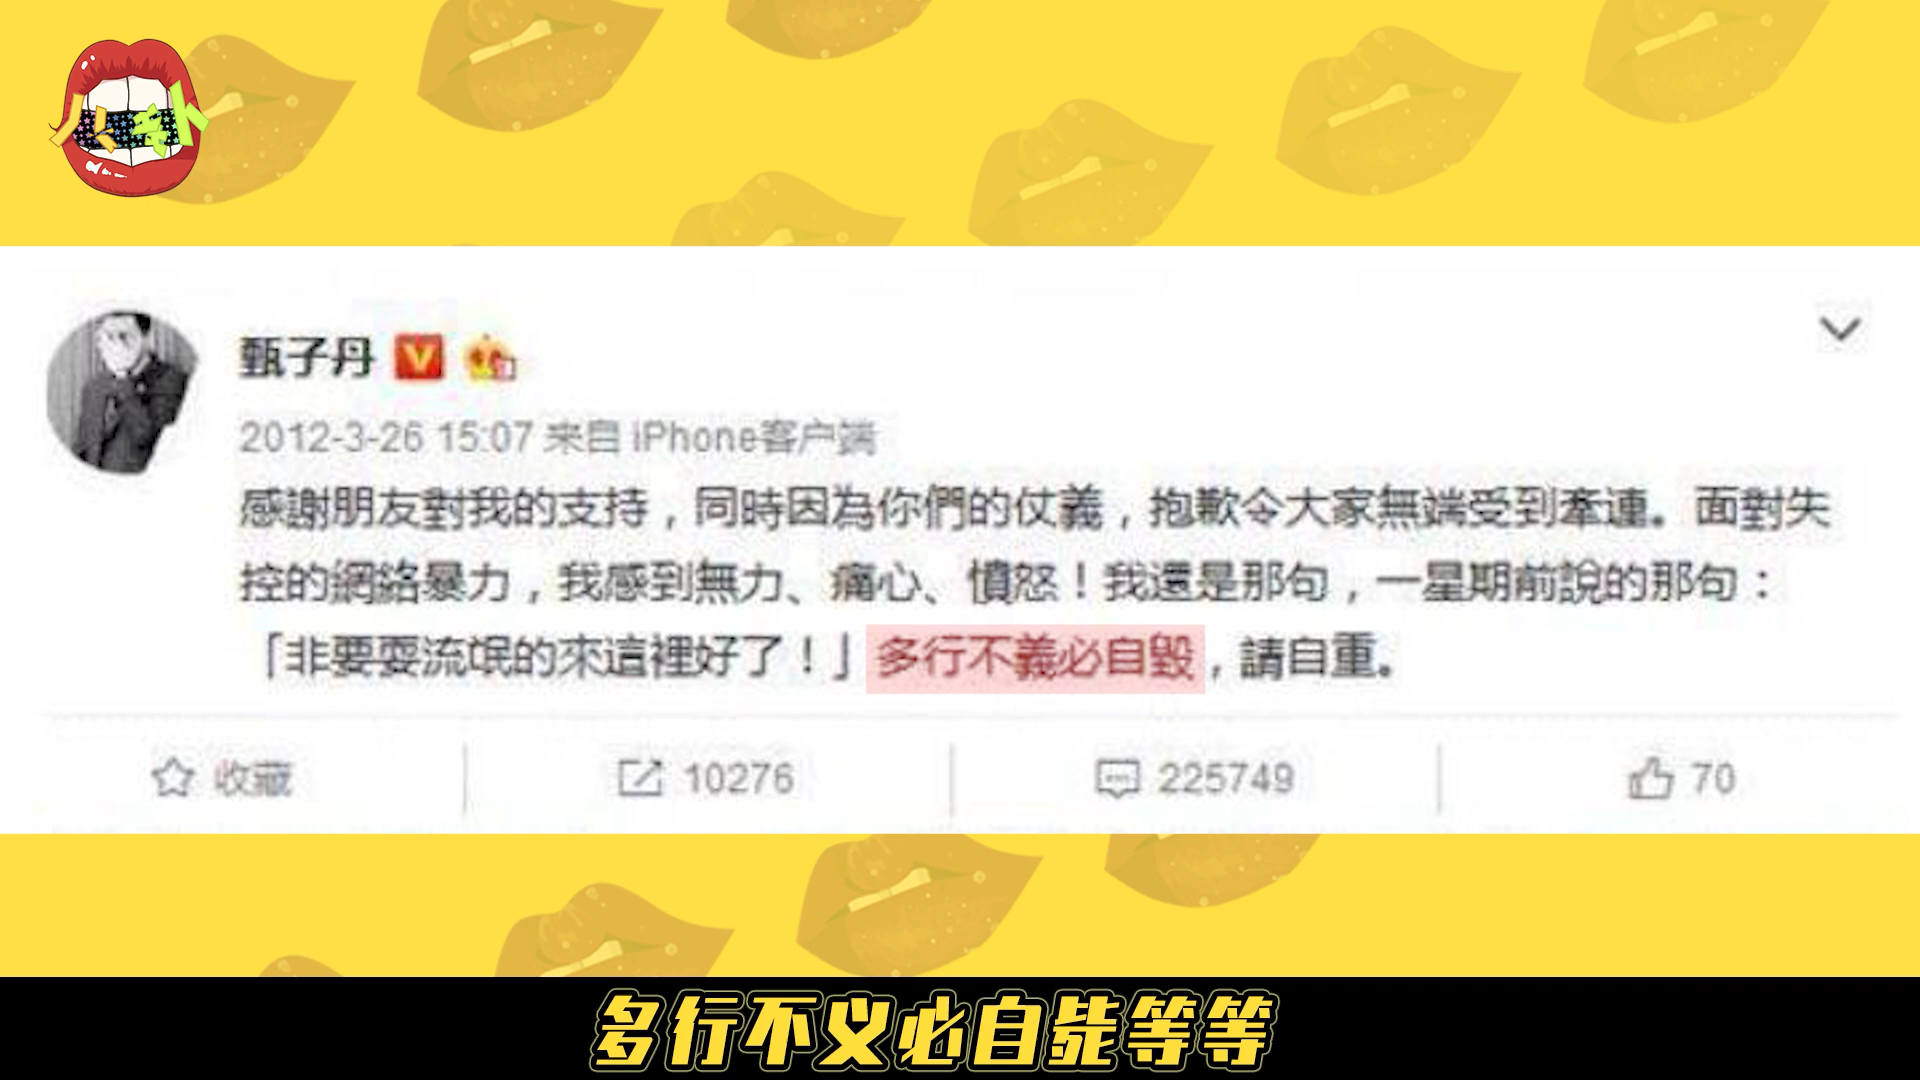 八卦
甄子丹
2012-3-26 15:07 来自 iPhone客户端
感謝朋友對我的支持，同時因為你們的仗義，抱歉令大家無端受到牽連。面對失
控的網絡暴力，我感到無力、痛心、憤怒！我還是那句，一星期前說的那句：
「非要耍流氓的來這裡好了！」多行不義必自毀，請自重。
收藏 10276 225749 70
多行不义必自毙等等